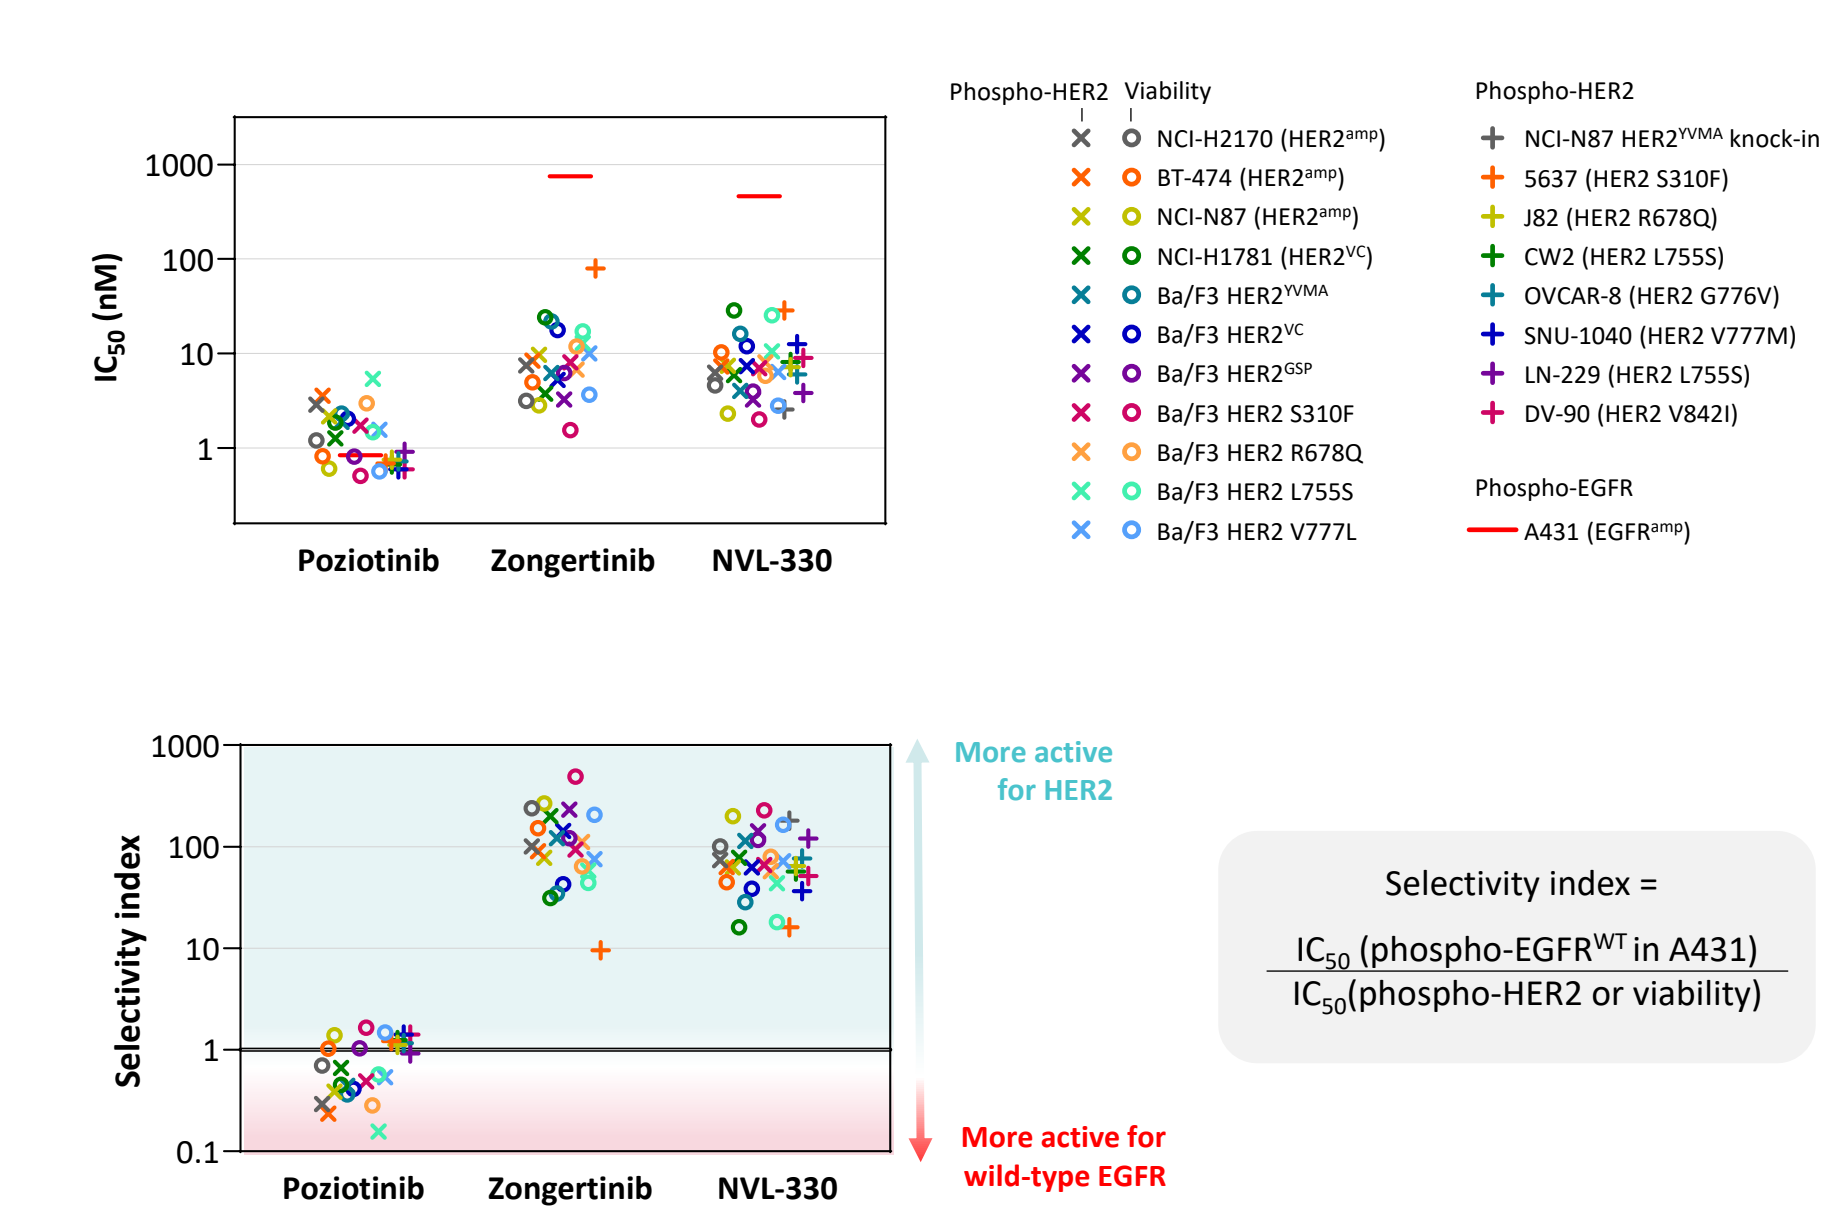 1000
100
10
1
IC50 (nM)
Poziotinib
Zongertinib
NVL-330
Phospho-HER2 Viability
NCI-H2170 (HER2amp)
BT-474 (HER2amp)
NCI-N87 (HER2amp)
NCI-H1781 (HER2VC)
Ba/F3 HER2YVMA
Ba/F3 HER2VC
Ba/F3 HER2GSP
Ba/F3 HER2 S310F
Ba/F3 HER2 R678Q
Ba/F3 HER2 L755S
Ba/F3 HER2 V777L
Phospho-HER2
NCI-N87 HER2YVMA knock-in
5637 (HER2 S310F)
J82 (HER2 R678Q)
CW2 (HER2 L755S)
OVCAR-8 (HER2 G776V)
SNU-1040 (HER2 V777M)
LN-229 (HER2 L755S)
DV-90 (HER2 V842I)
Phospho-EGFR
A431 (EGFRamp)
1000
100
10
1
0.1
Selectivity index
Poziotinib
Zongertinib
NVL-330
More active
for HER2
More active for
wild-type EGFR
Selectivity index =
IC50 (phospho-EGFRWT in A431)
IC50(phospho-HER2 or viability)